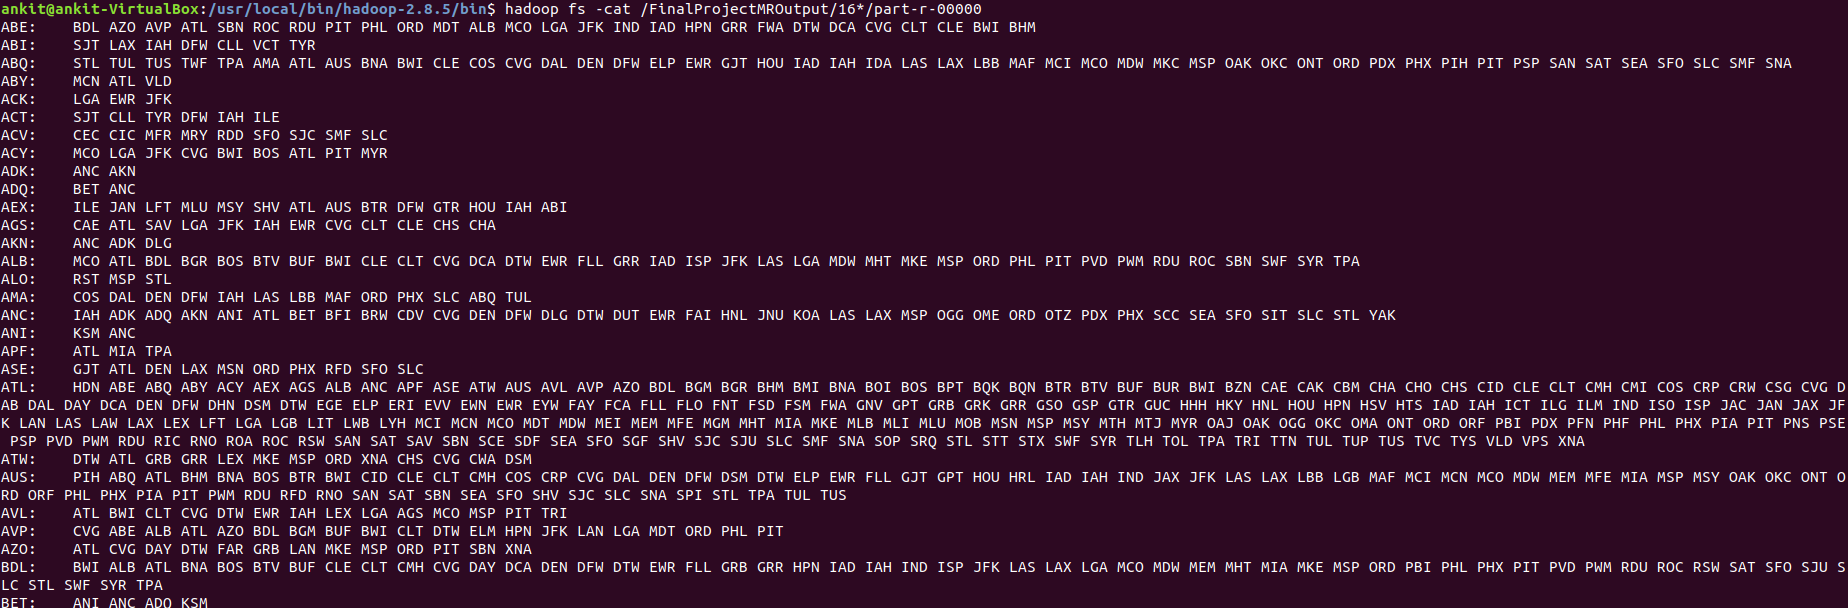 ankit@ankit-VirtualBox:/usr/local/bin/hadoop-2.8.5/bin$ hadoop fs -cat /FinalProjectMROutput/16*/part-r-00000
ABE:    BDL AZO AVP ATL SBN ROC RDU PIT PHL ORD MDT ALB MCO LGA JFK IND IAD HPN GRR FWA DTW DCA CVG CLT CLE BWI BHM
ABI:    SJT LAX IAH DFW CLL VCT TYR
ABQ:    STL TUL TUS TWF TPA AMA ATL AUS BNA BWI CLE COS CVG DAL DEN DFW ELP EWR GJT HOU IAD IAH IDA LAS LAX LBB MAF MCI MCO MDW MKC MSP OAK OKC ONT ORD PDX PHX PIH PIT PSP SAN SAT SEA SFO SLC SMF SNA
ABY:    MCN ATL VLD
ACK:    LGA EWR JFK
ACT:    SJT CLL TYR DFW IAH ILE
ACV:    CEC CIC MFR MRY RDD SFO SJC SMF SLC
ACY:    MCO LGA JFK CVG BWI BOS ATL PIT MYR
ADK:    ANC AKN
ADQ:    BET ANC
AEX:    ILE JAN LFT MLU MSY SHV ATL AUS BTR DFW GTR HOU IAH ABI
AGS:    CAE ATL SAV LGA JFK IAH EWR CVG CLT CLE CHS CHA
AKN:    ANC ADK DLG
ALB:    MCO ATL BDL BGR BOS BTV BUF BWI CLE CLT CVG DCA DTW EWR FLL GRR IAD ISP JFK LAS LGA MDW MHT MKE MSP ORD PHL PIT PVD PWM RDU ROC SBN SWF SYR TPA
ALO:    RST MSP STL
AMA:    COS DAL DEN DFW IAH LAS LBB MAF ORD PHX SLC ABQ TUL
ANC:    IAH ADK ADQ AKN ANI ATL BET BFI BRW CDV CVG DEN DFW DLG DTW DUT EWR FAI HNL JNU KOA LAS LAX MSP OGG OME ORD OTZ PDX PHX SCC SEA SFO SIT SLC STL YAK
ANI:    KSM ANC
APF:    ATL MIA TPA
ASE:    GJT ATL DEN LAX MSN ORD PHX RFD SFO SLC
ATL:    HDN ABE ABQ ABY ACY AEX AGS ALB ANC APF ASE ATW AUS AVL AVP AZO BDL BGM BGR BHM BMI BNA BOI BOS BPT BQK BQN BTR BTV BUF BUR BWI BZN CAE CAK CBM CHA CHO CHS CID CLE CLT CMH CMI COS CRP CRW CSG CVG D
AB DAL DAY DCA DEN DFW DHN DSM DTW EGE ELP ERI EVV EWN EWR EYW FAY FCA FLL FLO FNT FSD FSM FWA GNV GPT GRB GRK GRR GSO GSP GTR GUC HHH HKY HNL HOU HPN HSV HTS IAD IAH ICT ILG ILM IND ISO ISP JAC JAN JAX JF
K LAN LAS LAW LAX LEX LFT LGA LGB LIT LWB LYH MCI MCN MCO MDT MDW MEI MEM MFE MGM MHT MIA MKE MLB MLI MLU MOB MSN MSP MSY MTH MTJ MYR OAJ OAK OGG OKC OMA ONT ORD ORF PBI PDX PFN PHF PHL PHX PIA PIT PNS PSE
 PSP PVD PWM RDU RIC RNO ROA ROC RSW SAN SAT SAV SBN SCE SDF SEA SFO SGF SHV SJC SJU SLC SMF SNA SOP SRQ STL STT STX SWF SYR TLH TOL TPA TRI TTN TUL TUP TUS TVC TYS VLD VPS XNA
ATW:    DTW ATL GRB GRR LEX MKE MSP ORD XNA CHS CVG CWA DSM
AUS:    PIH ABQ ATL BHM BNA BOS BTR BWI CID CLE CLT CMH COS CRP CVG DAL DEN DFW DSM DTW ELP EWR FLL GJT GPT HOU HRL IAD IAH IND JAX JFK LAS LAX LBB LGB MAF MCI MCN MCO MDW MEM MFE MIA MSP MSY OAK OKC ONT O
RD ORF PHL PHX PIA PIT PWM RDU RFD RNO SAN SAT SBN SEA SFO SHV SJC SLC SNA SPI STL TPA TUL TUS
AVL:    ATL BWI CLT CVG DTW EWR IAH LEX LGA AGS MCO MSP PIT TRI
AVP:    CVG ABE ALB ATL AZO BDL BGM BUF BWI CLT DTW ELM HPN JFK LAN LGA MDT ORD PHL PIT
AZO:    ATL CVG DAY DTW FAR GRB LAN MKE MSP ORD PIT SBN XNA
BDL:    BWI ALB ATL BNA BOS BTV BUF CLE CLT CMH CVG DAY DCA DEN DFW DTW EWR FLL GRB GRR HPN IAD IAH IND ISP JFK LAS LAX LGA MCO MDW MEM MHT MIA MKE MSP ORD PBI PHL PHX PIT PVD PWM RDU ROC RSW SAT SFO SJU S
LC STL SWF SYR TPA
BET:    ANI ANC ADQ KSM